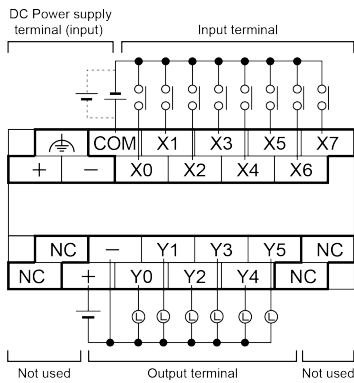 DC Power supply
terminal (input)
Input terminal
COM X1 X3 X5 X7
+ − X0 X2 X4 X6
NC − Y1 Y3 Y5 NC
NC + Y0 Y2 Y4 NC
L L L L L L
Not used
Output terminal
Not used